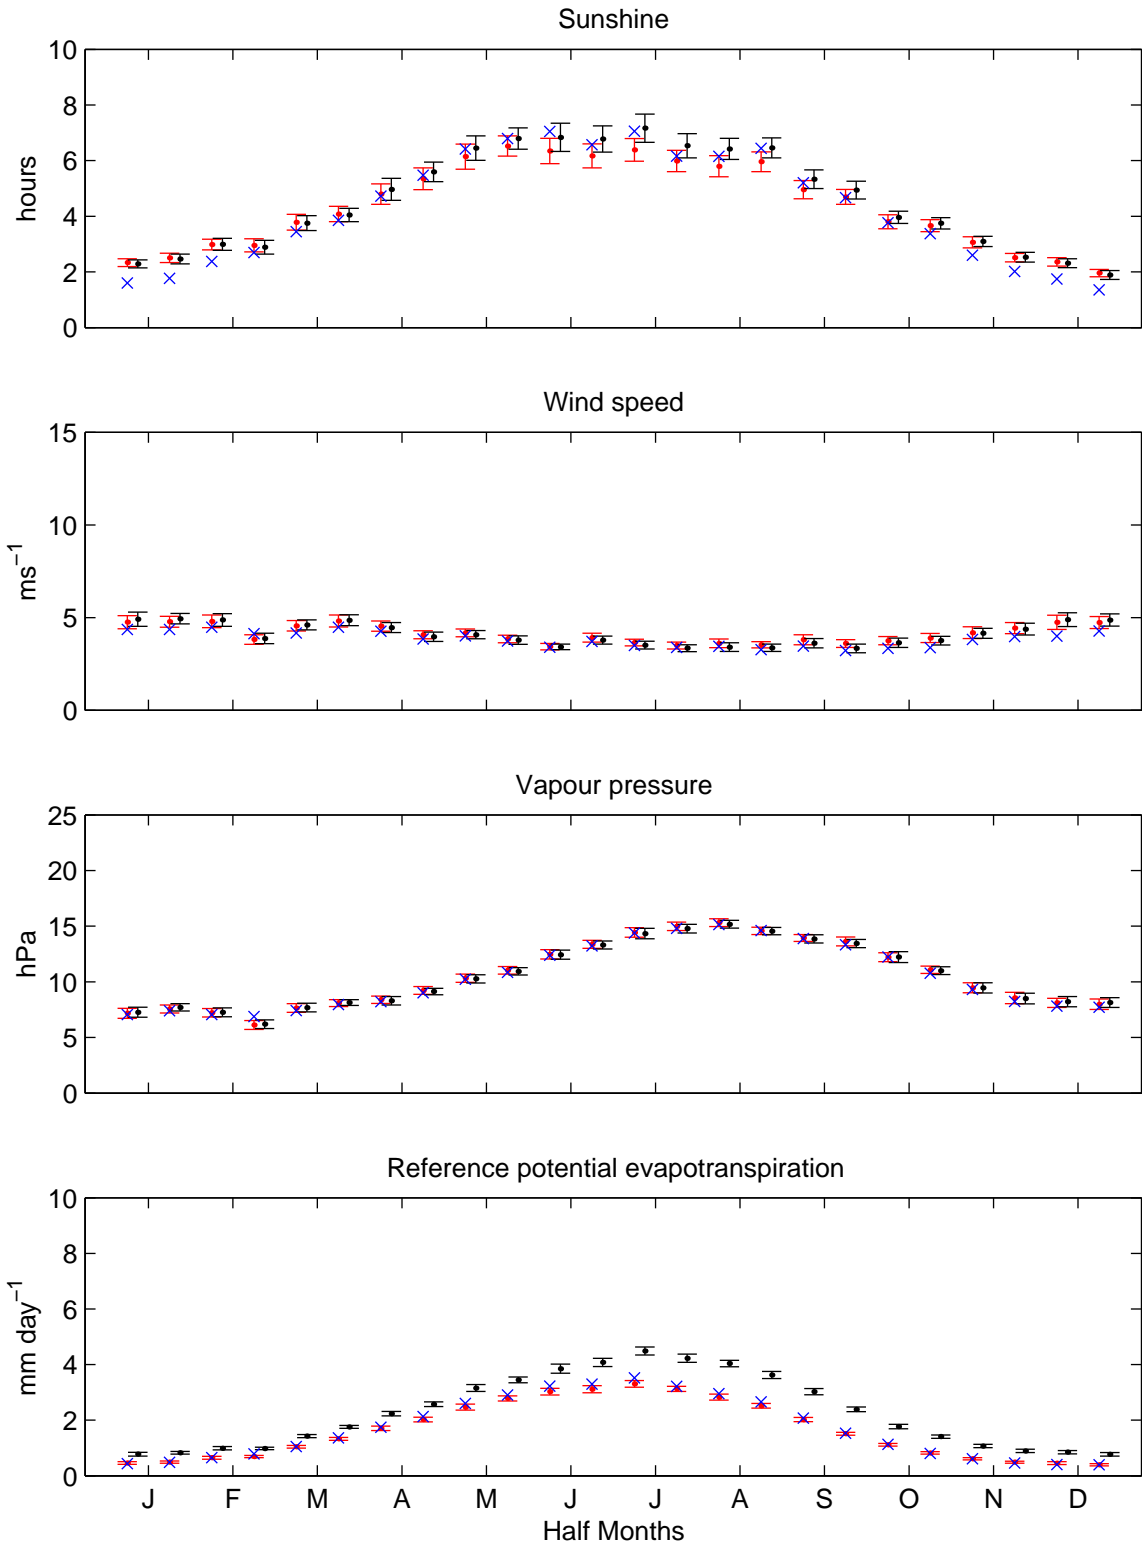 Sunshine
10
8
6
4
2
0
hours
Wind speed
15
10
5
0
ms⁻¹
Vapour pressure
25
20
15
10
5
0
hPa
Reference potential evapotranspiration
10
8
6
4
2
0
mm day⁻¹
J F M A M J J A S O N D
Half Months